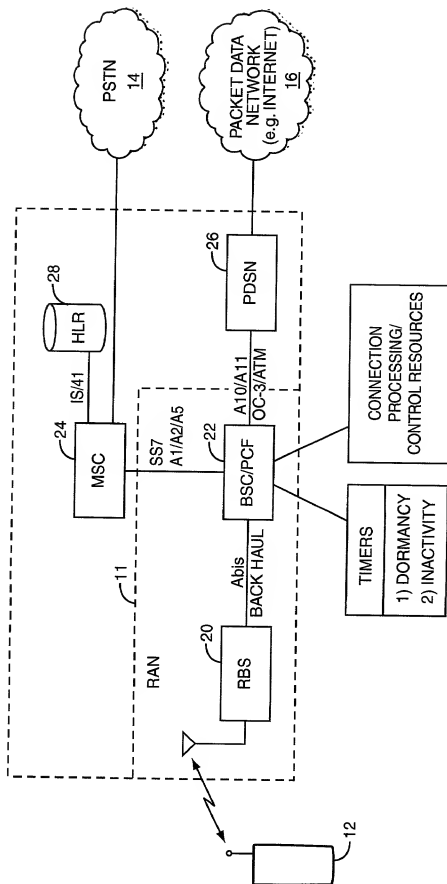 PSTN
14
PACKET DATA
NETWORK
(e.g. INTERNET)
16
28
HLR
IS/41
24
MSC
26
PDSN
SS7
A1/A2/A5
A10/A11
OC-3/ATM
22
BSC/PCF
11
RAN
Abis
BACK HAUL
20
RBS
12
TIMERS
1) DORMANCY
2) INACTIVITY
CONNECTION
PROCESSING/
CONTROL RESOURCES